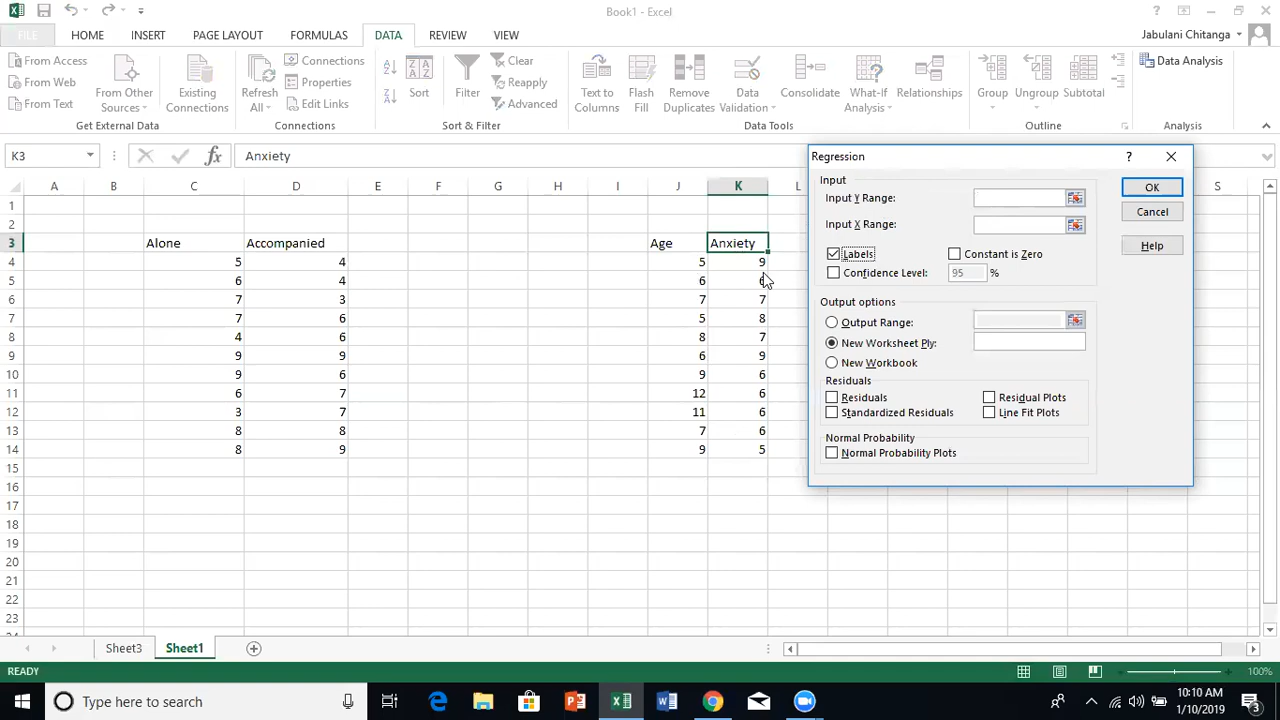 Book1 - Excel
FILE
HOME
INSERT
PAGE LAYOUT
FORMULAS
DATA
REVIEW
VIEW
Jabulani Chitanga
From Access
From Web
From Text
From Other Sources
Existing Connections
Get External Data
Refresh All
Connections
Properties
Edit Links
Connections
Sort
Filter
Clear
Reapply
Advanced
Sort & Filter
Text to Columns
Flash Fill
Remove Duplicates
Data Validation
Consolidate
What-If Analysis
Relationships
Data Tools
Group
Ungroup
Subtotal
Outline
Data Analysis
Analysis
K3
fx
Anxiety
A B C D E F G H I J K L S
1
2
3 Alone Accompanied Age Anxiety
4 5 4 5 9
5 6 4 6 6
6 7 3 7 7
7 7 6 5 8
8 4 6 8 7
9 9 9 6 9
10 9 6 9 6
11 6 7 12 6
12 3 7 11 6
13 8 8 7 6
14 8 9 9 5
15
16
17
18
19
20
21
22
23
Regression
?
Input
Input Y Range:
Input X Range:
Labels
Constant is Zero
Confidence Level: 95 %
OK
Cancel
Help
Output options
Output Range:
New Worksheet Ply:
New Workbook
Residuals
Residuals
Residual Plots
Standardized Residuals
Line Fit Plots
Normal Probability
Normal Probability Plots
Sheet3
Sheet1
READY
100%
Type here to search
10:10 AM
1/10/2019
3